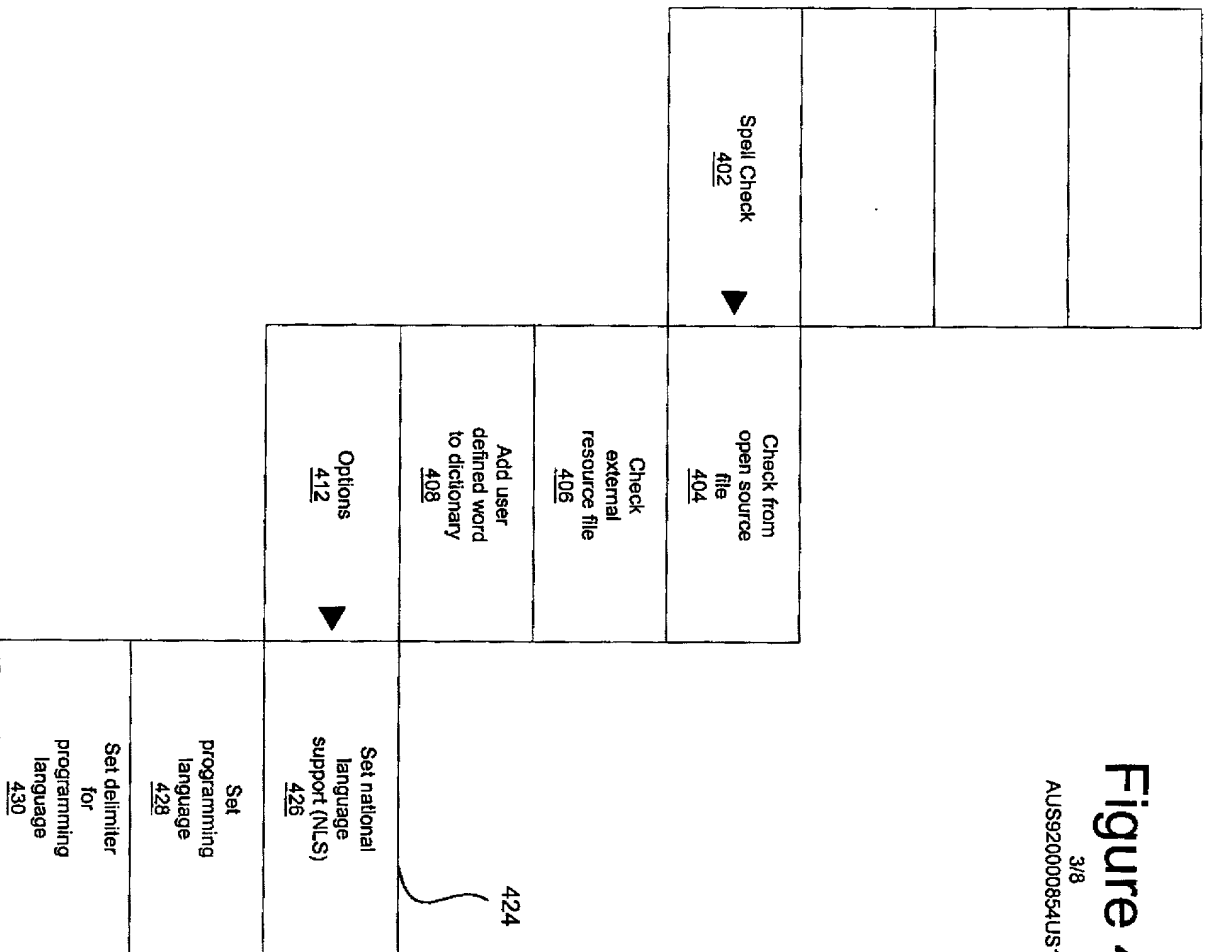 Figure
3/8
AUS920000854US1
Spell Check
402
Check from
open source
file
404
Check
external
resource file
406
Add user
defined word
to dictionary
408
Options
412
424
Set national
language
support (NLS)
426
Set
programming
language
428
Set delimiter
for
programming
language
430